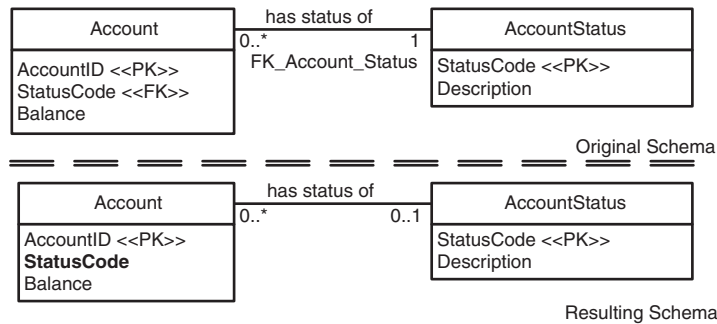 Account
has status of
AccountStatus
0..*
1
FK_Account_Status
AccountID <<PK>>
StatusCode <<FK>>
Balance
StatusCode <<PK>>
Description
Original Schema
Account
has status of
AccountStatus
0..*
0..1
AccountID <<PK>>
StatusCode
Balance
StatusCode <<PK>>
Description
Resulting Schema